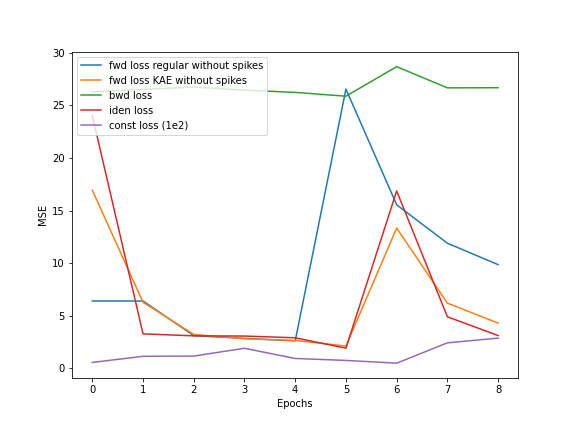 fwd loss regular without spikes
fwd loss KAE without spikes
bwd loss
iden loss
const loss (1e2)
30
25
20
15
10
5
0
MSE
0 1 2 3 4 5 6 7 8
Epochs